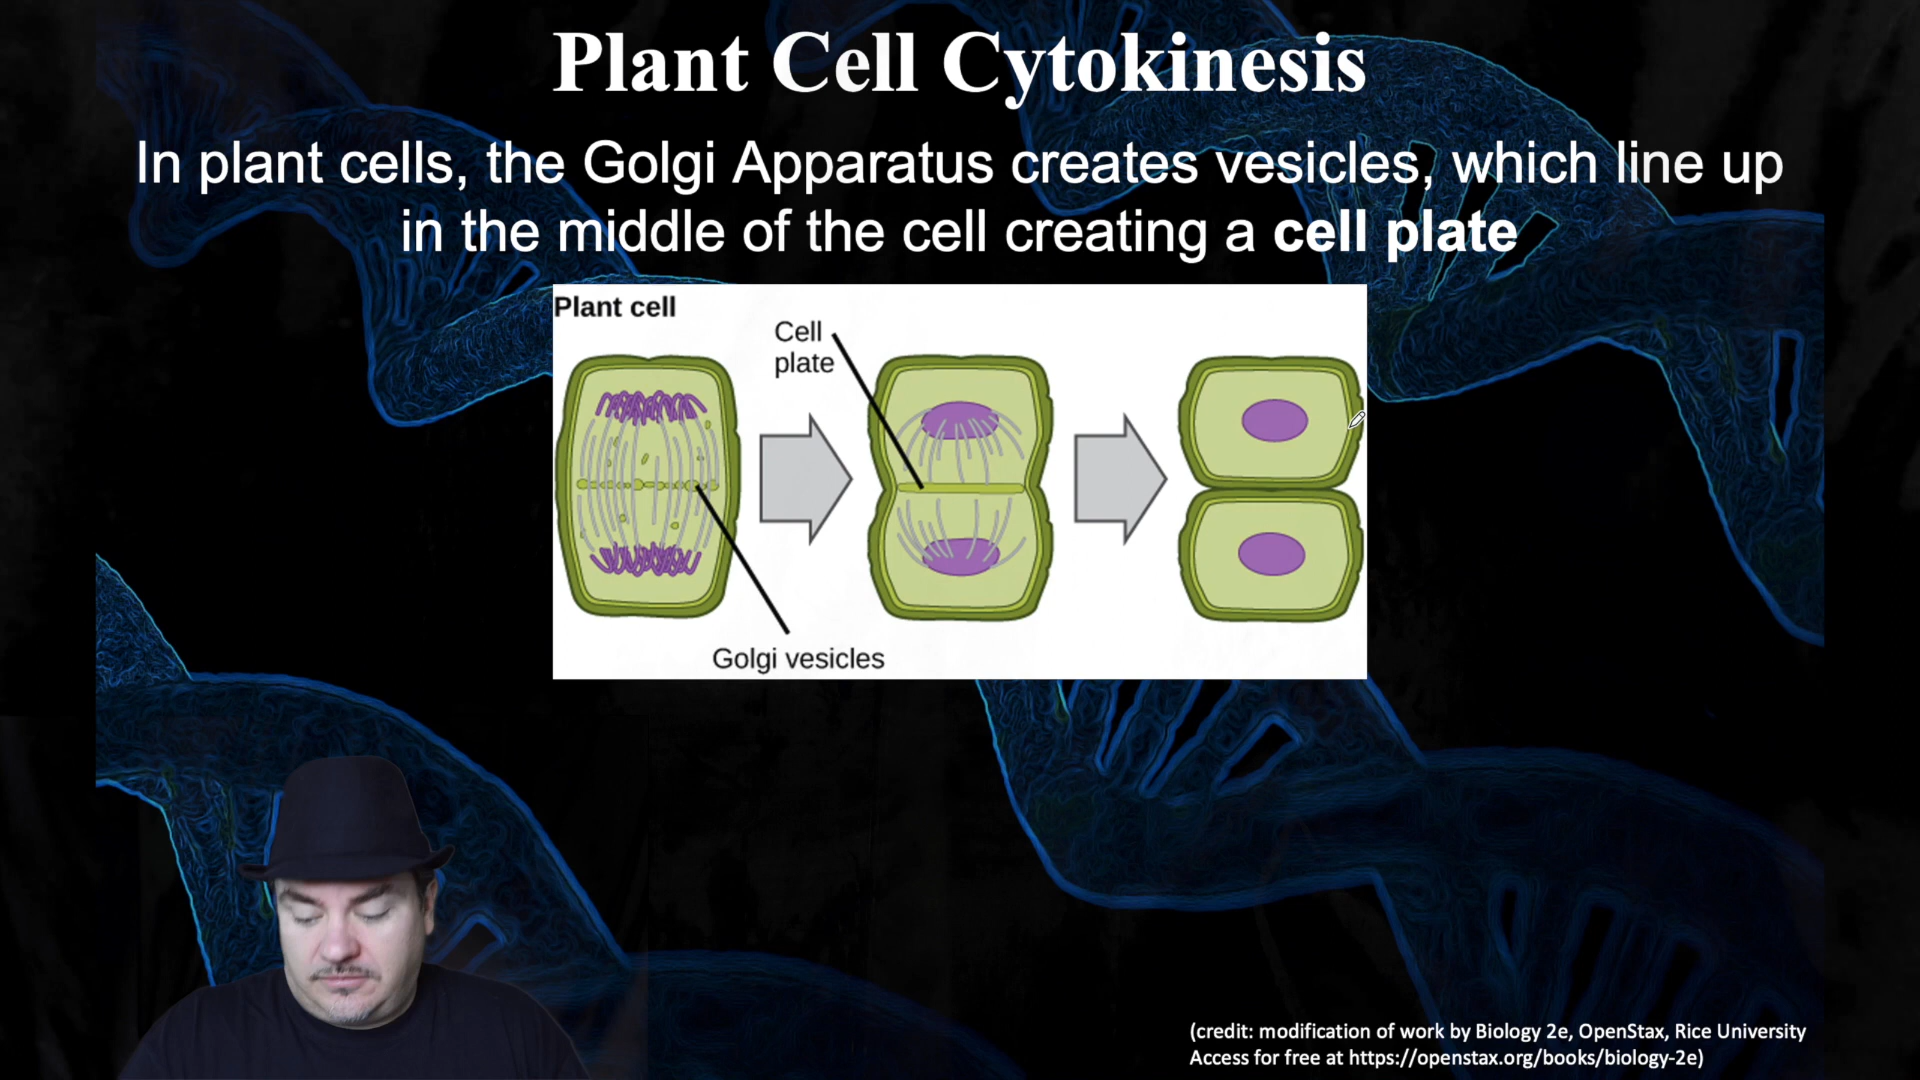 Plant Cell Cytokinesis
In plant cells, the Golgi Apparatus creates vesicles, which line up
in the middle of the cell creating a cell plate
Plant cell
Cell
plate
Golgi vesicles
(credit: modification of work by Biology 2e, OpenStax, Rice University
Access for free at https://openstax.org/books/biology-2e)